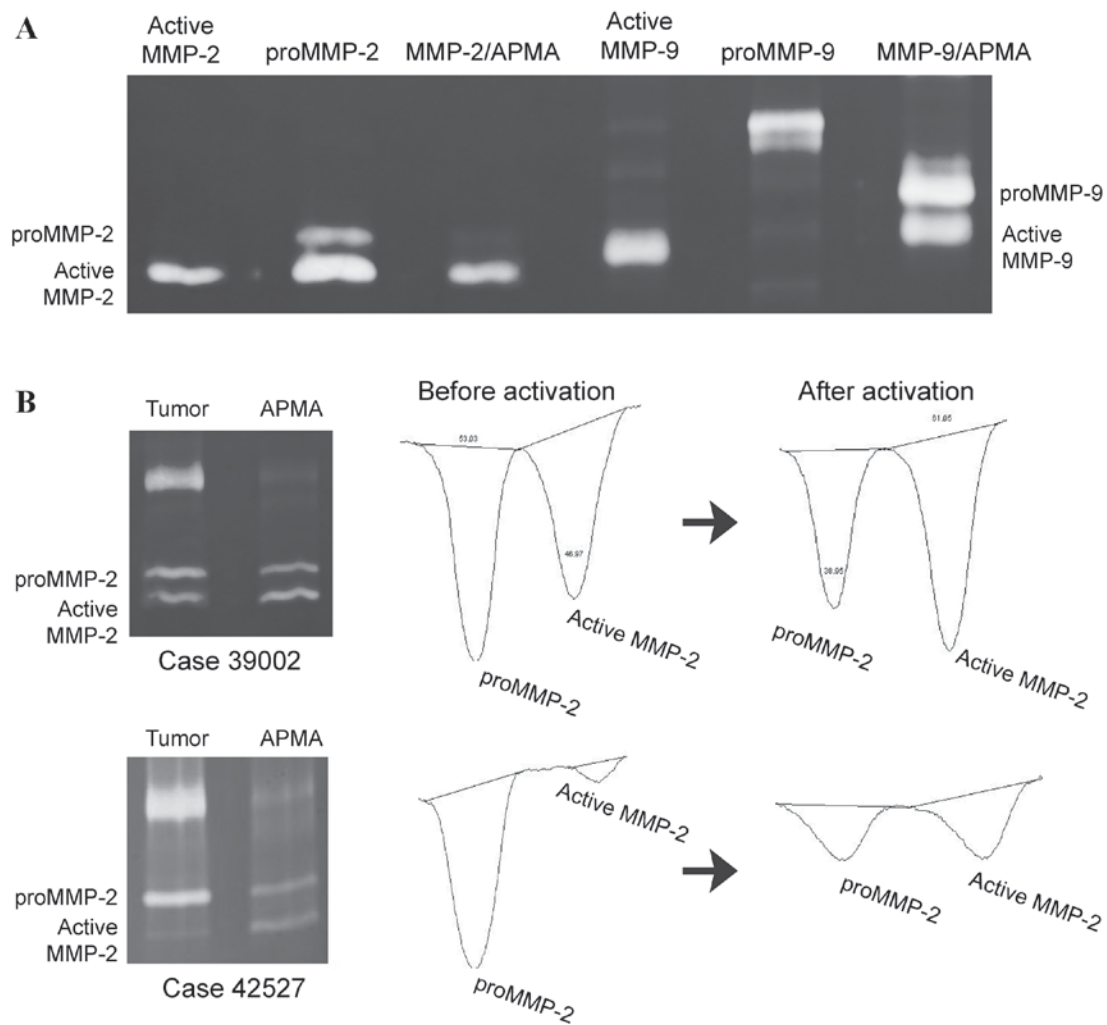 A
Active
MMP-2
proMMP-2
MMP-2/APMA
Active
MMP-9
proMMP-9
MMP-9/APMA
proMMP-2
Active
MMP-2
proMMP-9
Active
MMP-9
B
Tumor APMA
proMMP-2
Active
MMP-2
Case 39002
Before activation
53.03
46.97
proMMP-2
Active MMP-2
After activation
61.05
38.95
proMMP-2
Active MMP-2
Tumor APMA
proMMP-2
Active
MMP-2
Case 42527
Active MMP-2
proMMP-2
proMMP-2
Active MMP-2